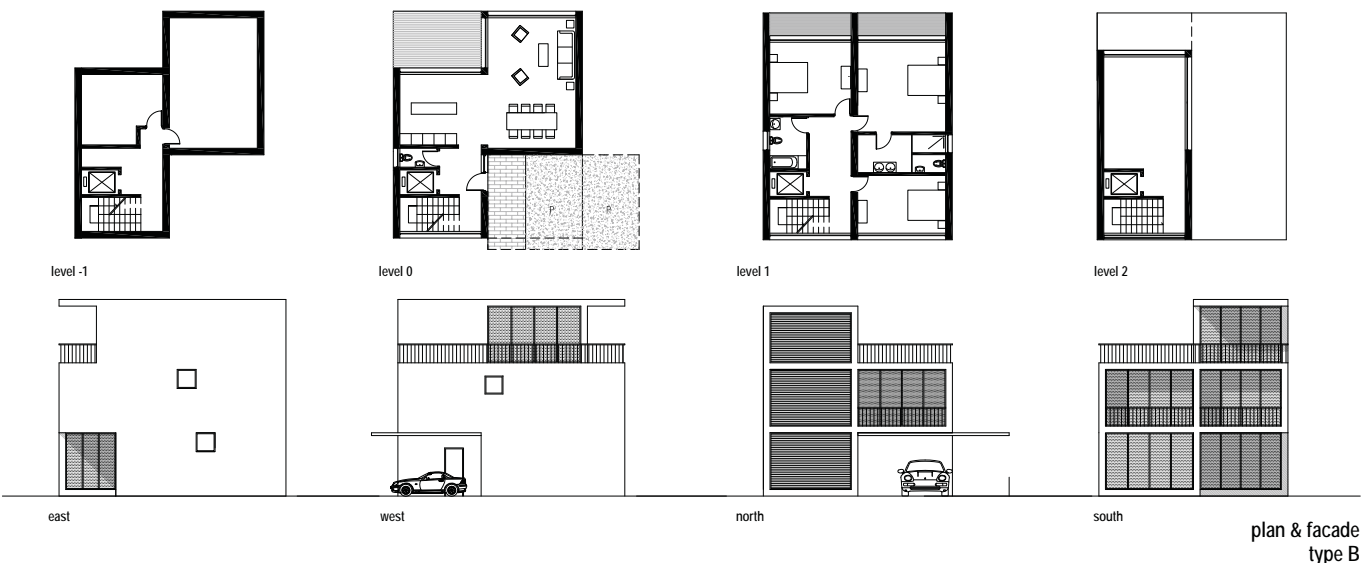 P
P
level -1
level 0
level 1
level 2
east
west
north
south
plan & facade
type B